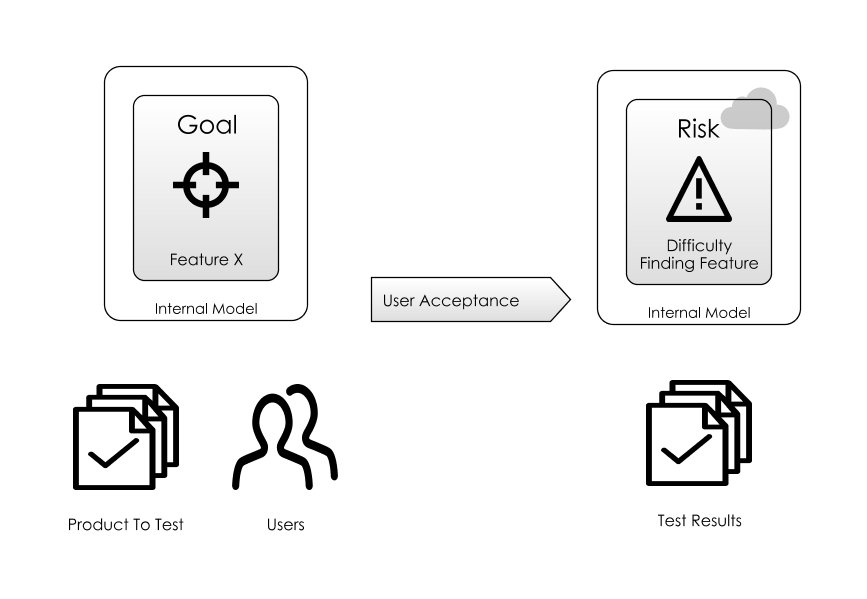 Goal
Feature X
Internal Model
User Acceptance
Risk
Difficulty
Finding Feature
Internal Model
Product To Test
Users
Test Results